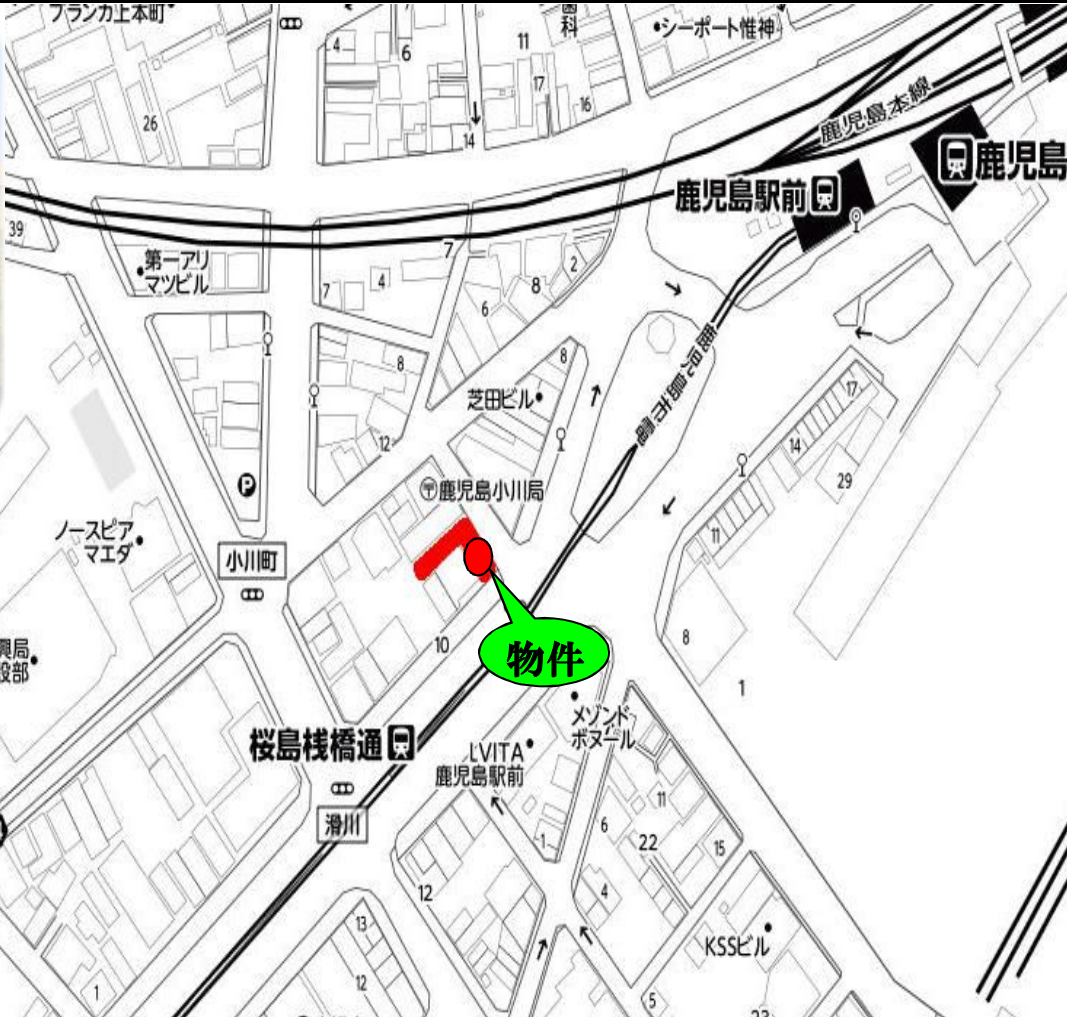 ブランカ上本町
歯科
シーポート惟神
4
6
11
17
16
26
14
鹿児島本線
鹿児島
鹿児島駅前
39
第一アリ
マツビル
7
7
4
2
8
6
8
8
芝田ビル
12
P
鹿児島小川局
17
14
29
11
ノースピア
マエダ
小川町
8
10
物件
1
メゾンド
ボヌール
桜島桟橋通
LVITA
鹿児島駅前
滑川
11
6
22
15
1
12
4
KSSビル
13
12
1
5
23